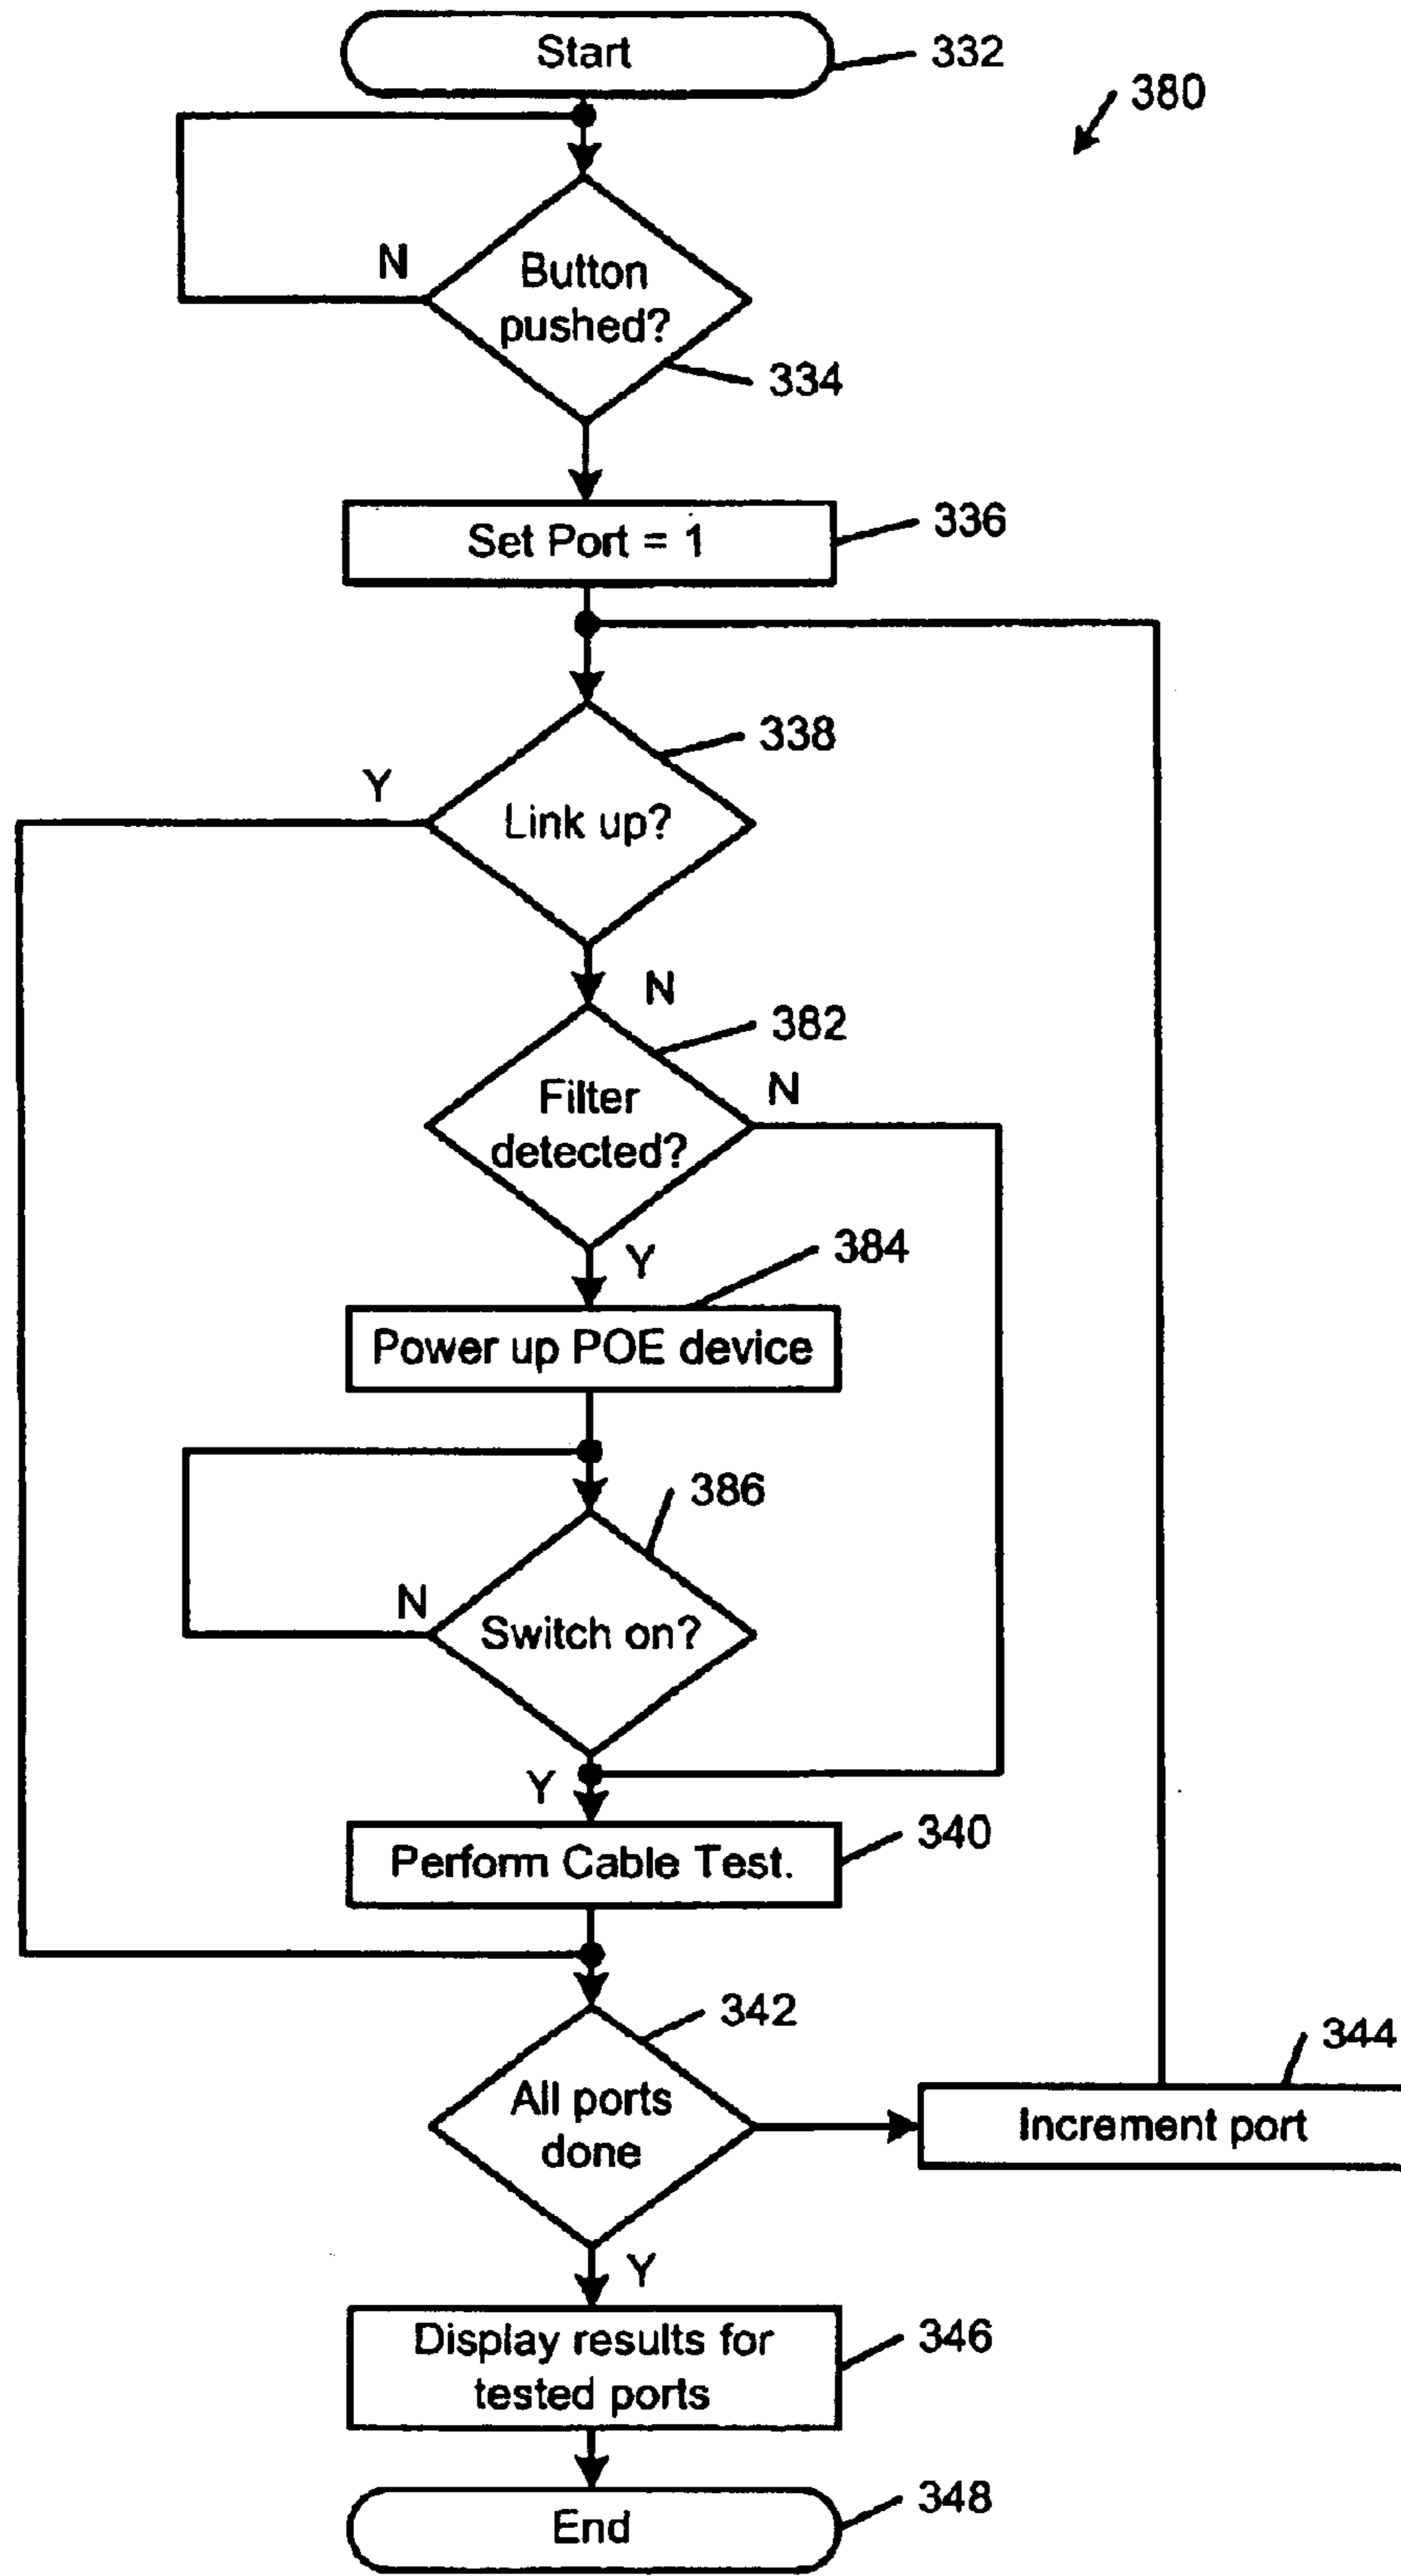 Start
332
380
N
Button
pushed?
334
Set Port = 1
336
338
Y
Link up?
N
382
N
Filter
detected?
384
Y
Power up POE device
386
N
Switch on?
Y
340
Perform Cable Test.
342
344
All ports
done
Increment port
Y
Display results for
tested ports
346
End
348